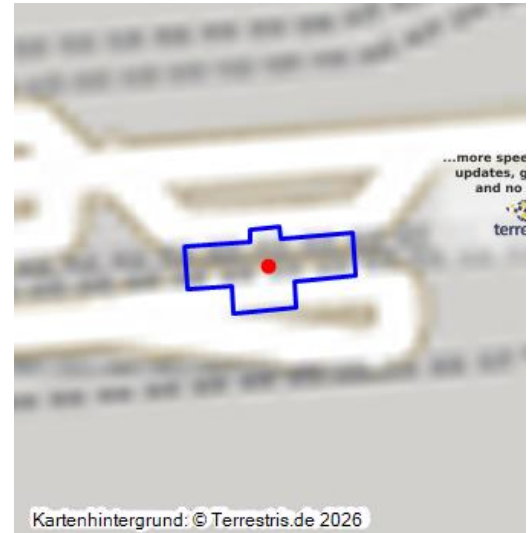 ...more spee
updates, g
and no
terre
Kartenhintergrund: © Terrestris.de 2026